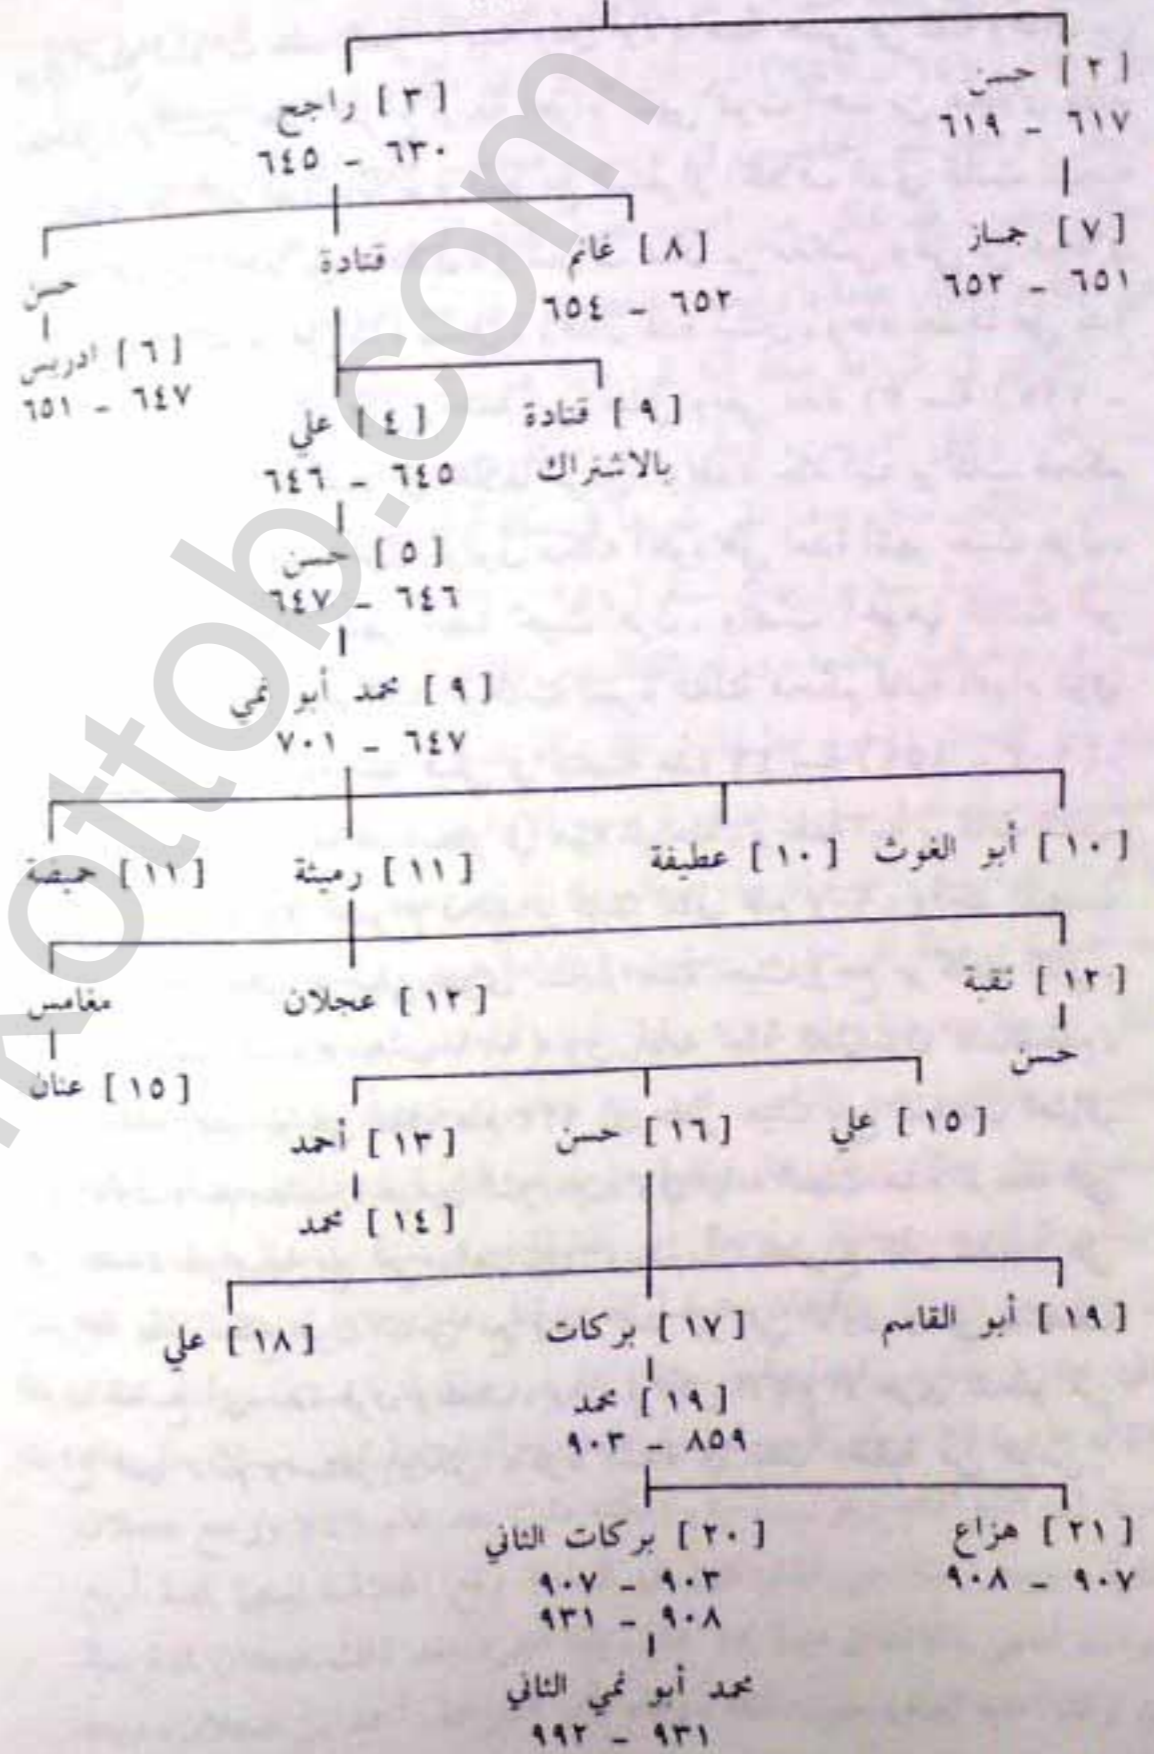 [ ٢ ] حسن
٦١٧ - ٦١٩
[ ٣ ] راجح
٦٣٠ - ٦٤٥
[ ٧ ] جماز
٦٥١ - ٦٥٢
[ ٨ ] غانم
٦٥٢ - ٦٥٤
قتادة
حسن
[ ٦ ] ادريس
٦٤٧ - ٦٥١
[ ٩ ] قتادة
بالاشتراك
[ ٤ ] علي
٦٤٥ - ٦٤٦
[ ٥ ] حسن
٦٤٦ - ٦٤٧
[ ٩ ] محمد أبو نمي
٦٤٧ - ٧٠١
[ ١٠ ] أبو الغوث
[ ١٠ ] عطيفة
[ ١١ ] رميثة
[ ١١ ] حميضة
[ ١٢ ] ثقبة
حسن
[ ١٢ ] عجلان
مغامس
[ ١٥ ] عنان
[ ١٥ ] علي
[ ١٦ ] حسن
[ ١٣ ] أحمد
[ ١٤ ] محمد
[ ١٩ ] أبو القاسم
[ ١٧ ] بركات
[ ١٨ ] علي
[ ١٩ ] محمد
٨٥٩ - ٩٠٣
[ ٢١ ] هزاع
٩٠٧ - ٩٠٨
[ ٢٠ ] بركات الثاني
٩٠٣ - ٩٠٧
٩٠٨ - ٩٣١
محمد أبو نمي الثاني
٩٣١ - ٩٩٢